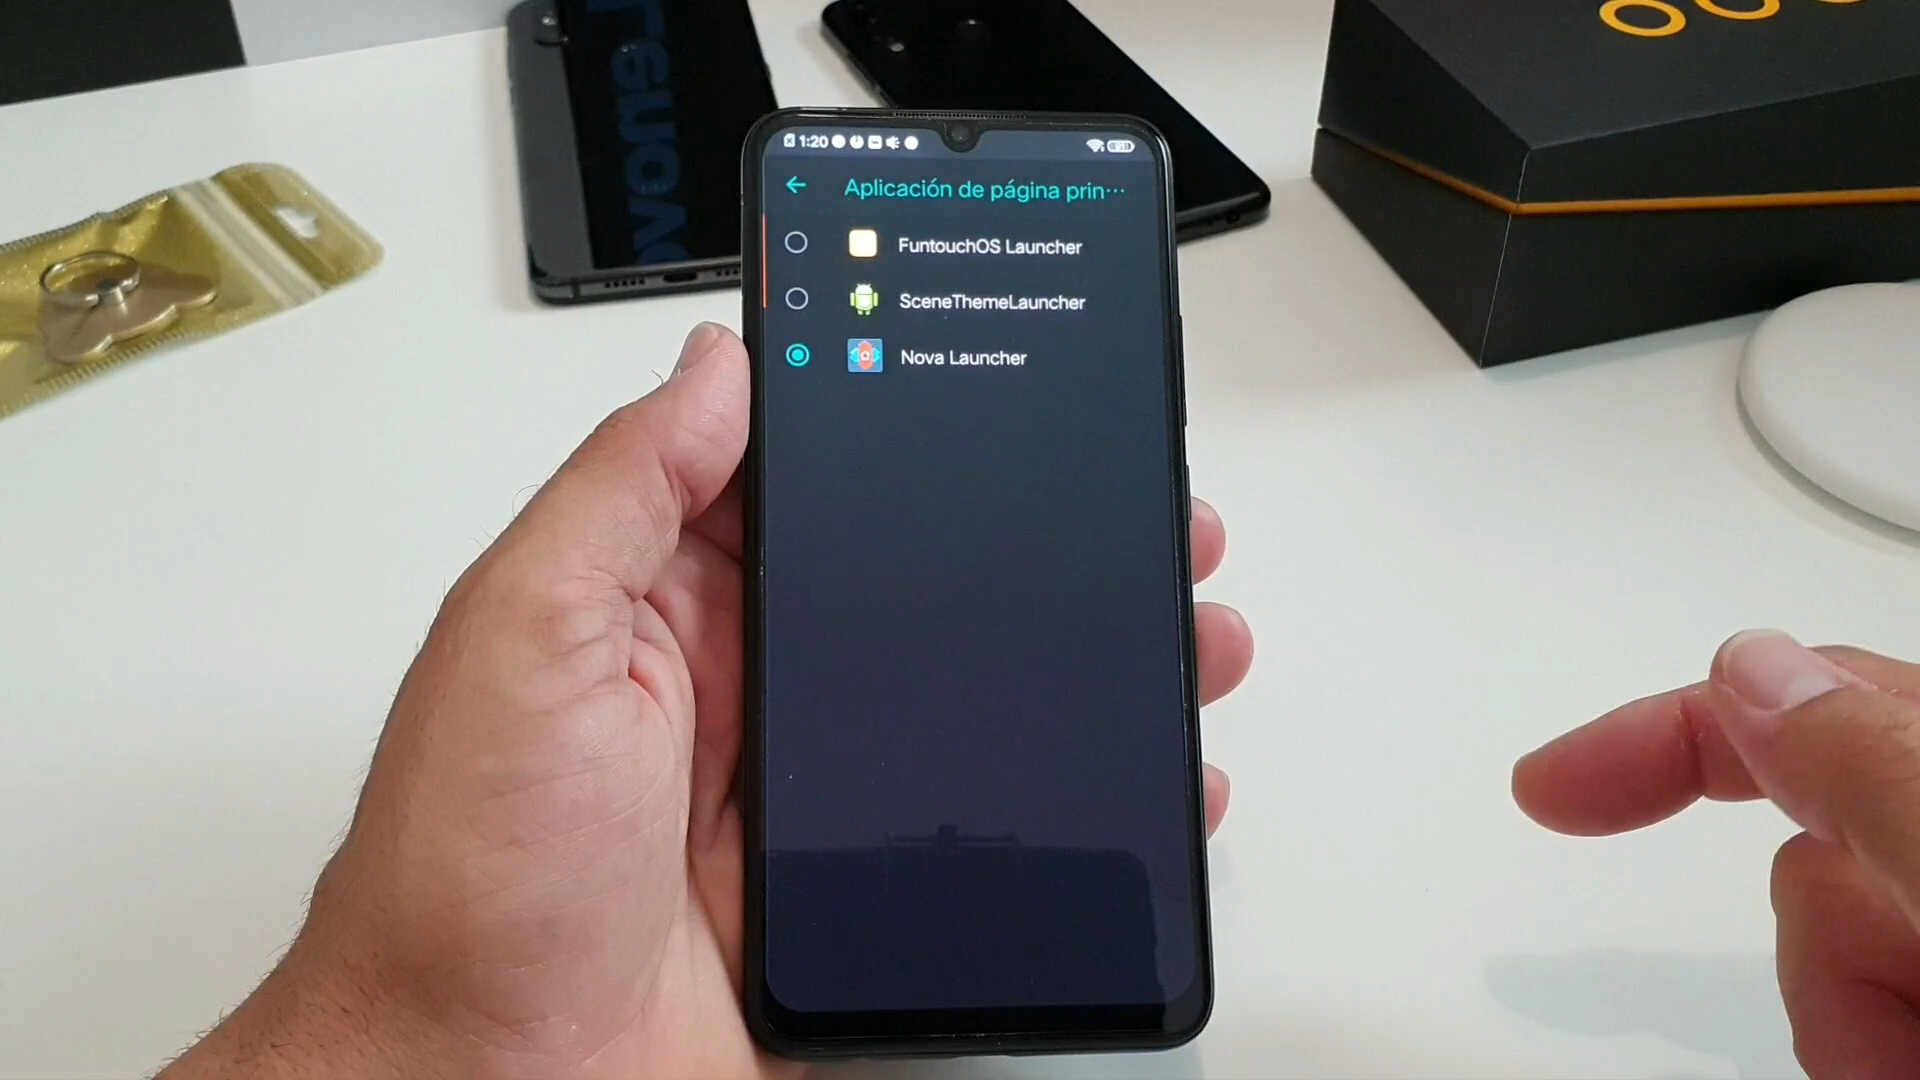 1:20
Aplicación de página prin···
FuntouchOS Launcher
SceneThemeLauncher
Nova Launcher